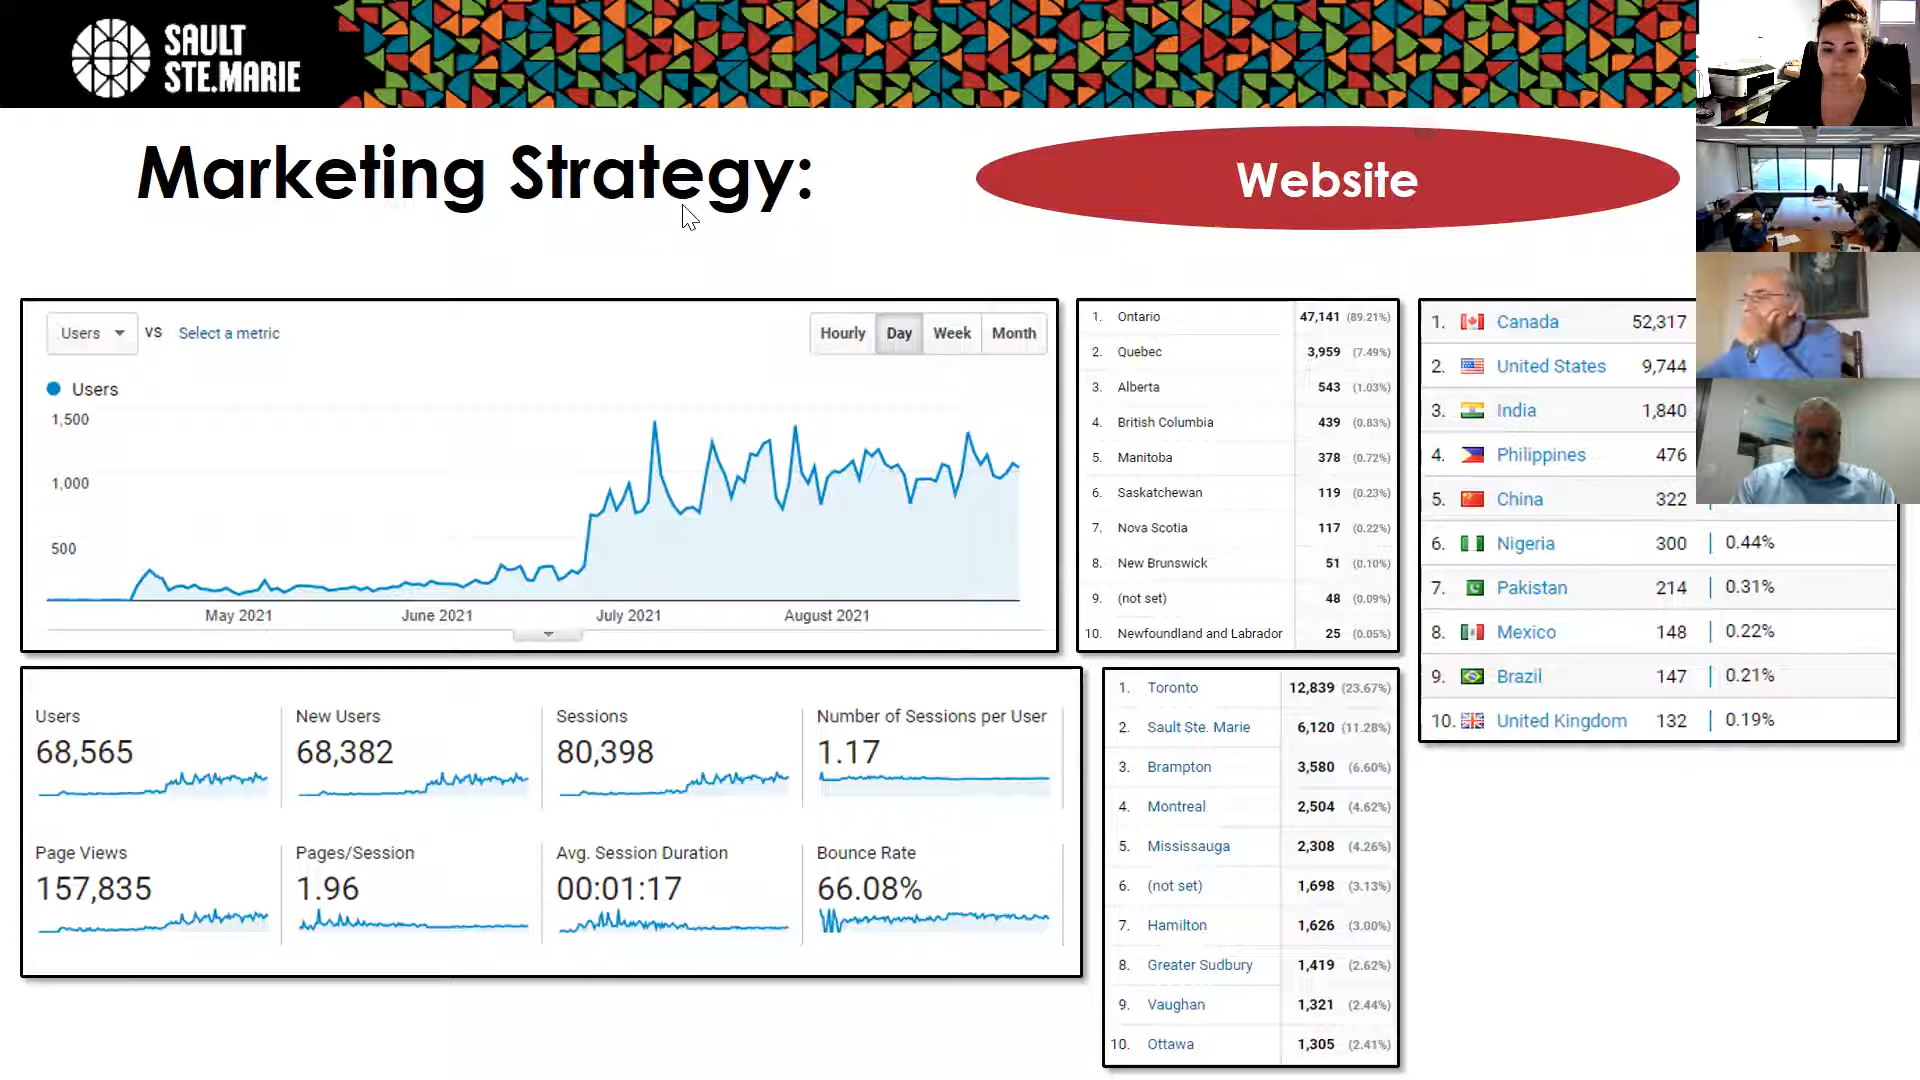 SAULT
STE.MARIE
Marketing Strategy:
Website
Users VS Select a metric
Hourly Day Week Month
Users
1,500
1,000
500
May 2021 June 2021 July 2021 August 2021
1. Ontario 47,141 (89.21%)
2. Quebec 3,959 (7.49%)
3. Alberta 543 (1.03%)
4. British Columbia 439 (0.83%)
5. Manitoba 378 (0.72%)
6. Saskatchewan 119 (0.23%)
7. Nova Scotia 117 (0.22%)
8. New Brunswick 51 (0.10%)
9. (not set) 48 (0.09%)
10. Newfoundland and Labrador 25 (0.05%)
1. Canada 52,317
2. United States 9,744
3. India 1,840
4. Philippines 476
5. China 322
6. Nigeria 300 0.44%
7. Pakistan 214 0.31%
8. Mexico 148 0.22%
9. Brazil 147 0.21%
10. United Kingdom 132 0.19%
Users New Users Sessions Number of Sessions per User
68,565 68,382 80,398 1.17
Page Views Pages/Session Avg. Session Duration Bounce Rate
157,835 1.96 00:01:17 66.08%
1. Toronto 12,839 (23.67%)
2. Sault Ste. Marie 6,120 (11.28%)
3. Brampton 3,580 (6.60%)
4. Montreal 2,504 (4.62%)
5. Mississauga 2,308 (4.26%)
6. (not set) 1,698 (3.13%)
7. Hamilton 1,626 (3.00%)
8. Greater Sudbury 1,419 (2.62%)
9. Vaughan 1,321 (2.44%)
10. Ottawa 1,305 (2.41%)